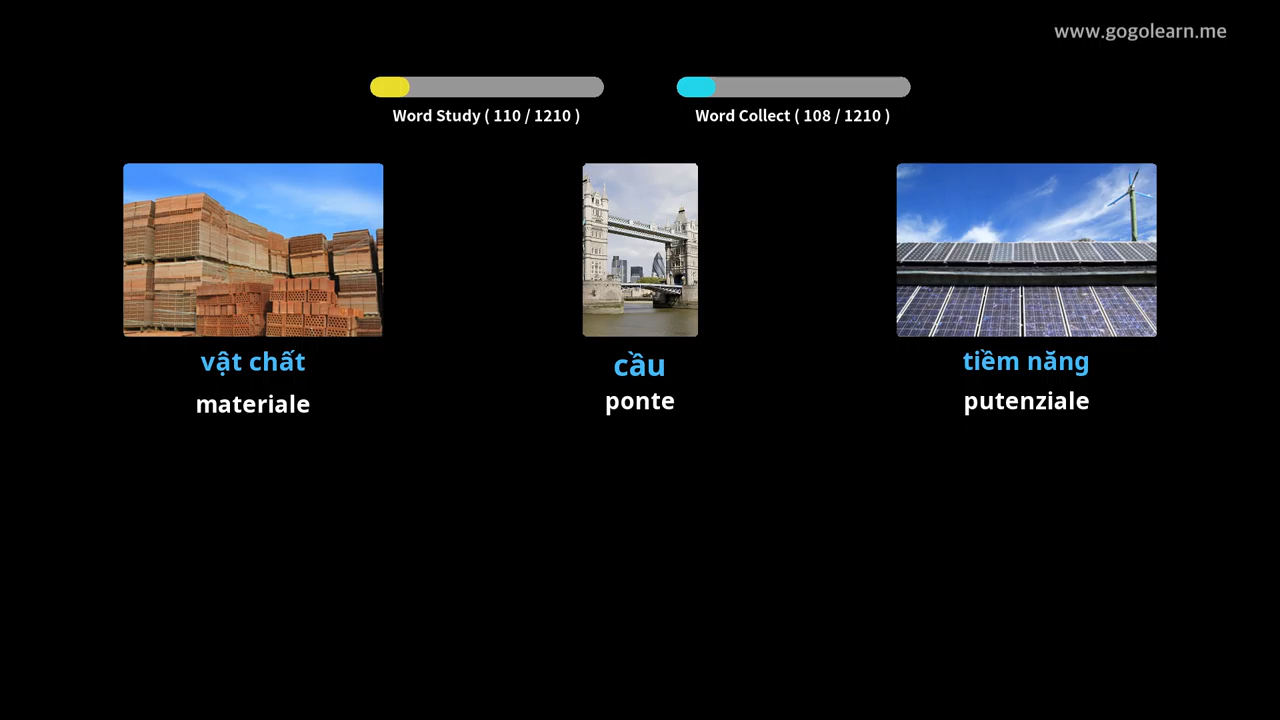 www.gogolearn.me
Word Study ( 110 / 1210 )
Word Collect ( 108 / 1210 )
vật chất
cầu
tiềm năng
materiale
ponte
putenziale